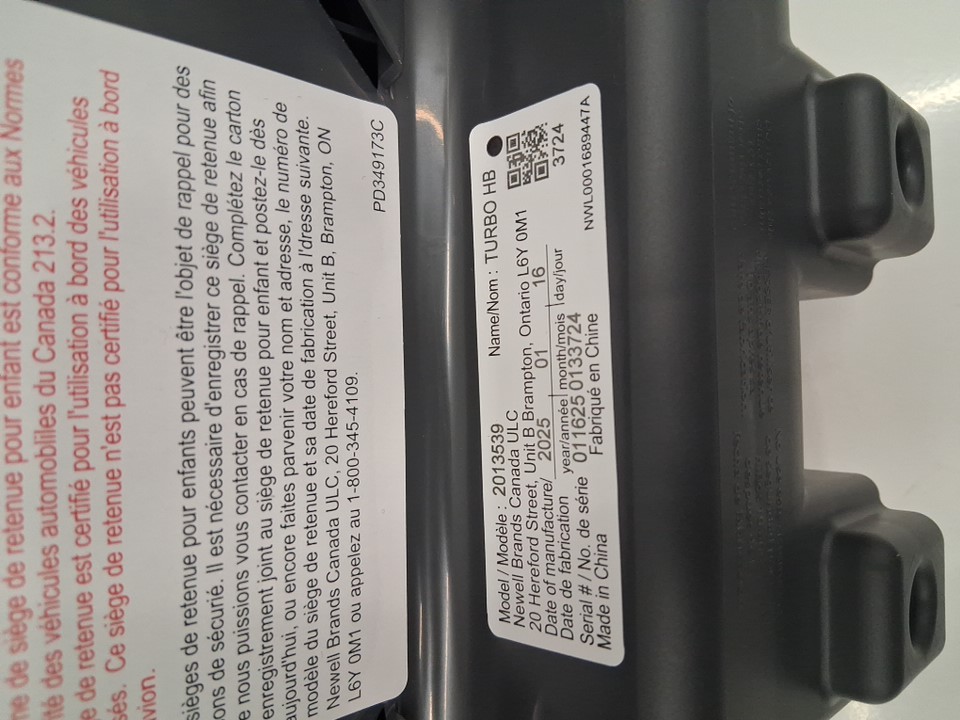 ne de siège de retenue pour enfant est conforme aux Normes
ité des véhicules automobliles du Canada 213.2.
e de retenue est certifié pour l'utilisation à bord des véhicules
sés. Ce siège de retenue n'est pas certifié pour l'utilisation à bord
vion.
sièges de retenue pour enfants peuvent être l'objet de rappel pour des
ons de sécurié. Il est nécessaire d'enregistrer ce siège de retenue afin
e nous puissions vous contacter en cas de rappel. Complétez le carton
enregistrement joint au siège de retenue pour enfant et postez-le dès
aujourd'hui, ou encore faites parvenir votre nom et adresse, le numéro de
modèle du siège de retenue et sa date de fabrication à l'dresse suivante.
Newell Brands Canada ULC, 20 Hereford Street, Unit B, Brampton, ON
L6Y 0M1 ou appelez au 1-800-345-4109.
PD349173C
Model / Modèle : 2013539 Name/Nom : TURBO HB
Newell Brands Canada ULC
20 Hereford Street, Unit B Brampton, Ontario L6Y 0M1
Date of manufacture/ 2025 01 16
Date de fabrication year/année month/mois day/jour
Serial # / No. de série 011625 0133724
Made in China Fabriqué en Chine
3724
NWL0001689447A